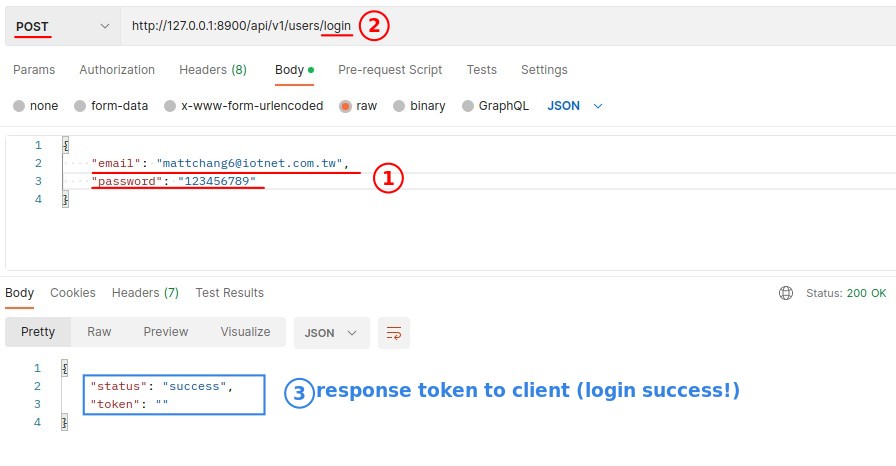 POST http://127.0.0.1:8900/api/v1/users/login 2
Params Authorization Headers (8) Body Pre-request Script Tests Settings
none form-data x-www-form-urlencoded raw binary GraphQL JSON
1 {
2 "email": "mattchang6@iotnet.com.tw",
3 "password": "123456789" 1
4 }
Body Cookies Headers (7) Test Results Status: 200 OK
Pretty Raw Preview Visualize JSON
1 {
2 "status": "success",
3 "token": ""
4 }
3 response token to client (login success!)